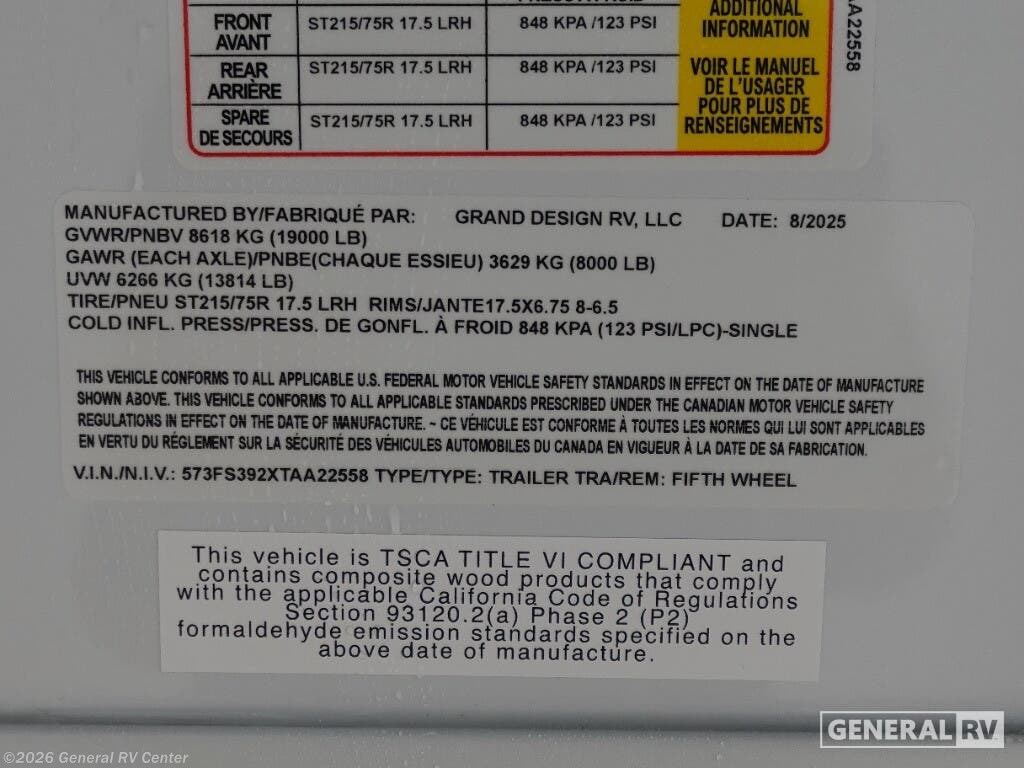 FRONT AVANT ST215/75R 17.5 LRH 848 KPA /123 PSI
REAR ARRIÈRE ST215/75R 17.5 LRH 848 KPA /123 PSI
SPARE DE SECOURS ST215/75R 17.5 LRH 848 KPA /123 PSI
ADDITIONAL
INFORMATION
VOIR LE MANUEL
DE L'USAGER
POUR PLUS DE
RENSEIGNEMENTS
A22558
MANUFACTURED BY/FABRIQUÉ PAR: GRAND DESIGN RV, LLC DATE: 8/2025
GVWR/PNBV 8618 KG (19000 LB)
GAWR (EACH AXLE)/PNBE(CHAQUE ESSIEU) 3629 KG (8000 LB)
UVW 6266 KG (13814 LB)
TIRE/PNEU ST215/75R 17.5 LRH RIMS/JANTE17.5X6.75 8-6.5
COLD INFL. PRESS/PRESS. DE GONFL. À FROID 848 KPA (123 PSI/LPC)-SINGLE
THIS VEHICLE CONFORMS TO ALL APPLICABLE U.S. FEDERAL MOTOR VEHICLE SAFETY STANDARDS IN EFFECT ON THE DATE OF MANUFACTURE
SHOWN ABOVE. THIS VEHICLE CONFORMS TO ALL APPLICABLE STANDARDS PRESCRIBED UNDER THE CANADIAN MOTOR VEHICLE SAFETY
REGULATIONS IN EFFECT ON THE DATE OF MANUFACTURE. ~ CE VÉHICULE EST CONFORME À TOUTES LES NORMES QUI LUI SONT APPLICABLES
EN VERTU DU RÉGLEMENT SUR LA SÉCURITÉ DES VÉHICULES AUTOMOBILES DU CANADA EN VIGUEUR À LA DATE DE SA FABRICATION.
V.I.N./N.I.V.: 573FS392XTAA22558 TYPE/TYPE: TRAILER TRA/REM: FIFTH WHEEL
This vehicle is TSCA TITLE VI COMPLIANT and
contains composite wood products that comply
with the applicable California Code of Regulations
Section 93120.2(a) Phase 2 (P2)
formaldehyde emission standards specified on the
above date of manufacture.
GENERAL RV
©2026 General RV Center